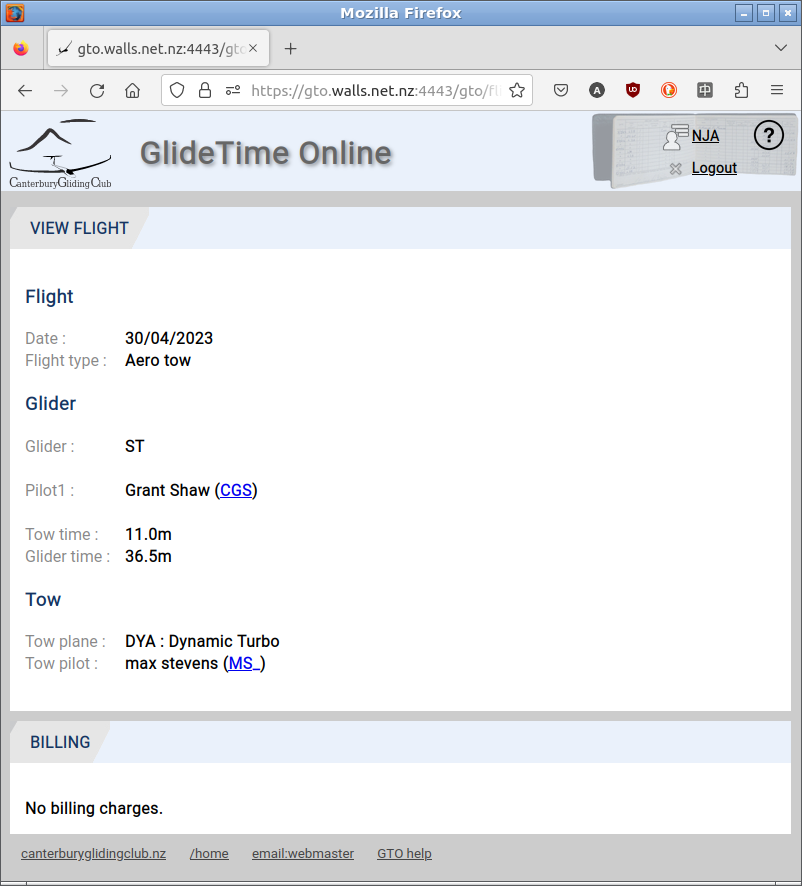 Mozilla Firefox
gto.walls.net.nz:4443/gto
https://gto.walls.net.nz:4443/gto/fli
CanterburyGlidingClub
GlideTime Online
NJA
?
Logout
VIEW FLIGHT
Flight
Date : 30/04/2023
Flight type : Aero tow
Glider
Glider : ST
Pilot1 : Grant Shaw (CGS)
Tow time : 11.0m
Glider time : 36.5m
Tow
Tow plane : DYA : Dynamic Turbo
Tow pilot : max stevens (MS_)
BILLING
No billing charges.
canterburyglidingclub.nz /home email:webmaster GTO help